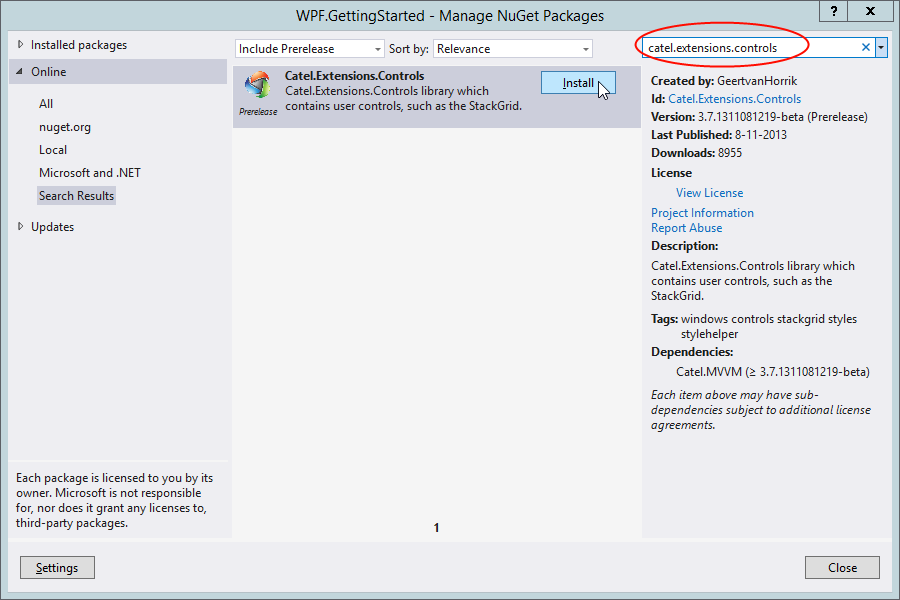 WPF.GettingStarted - Manage NuGet Packages
?
x
Installed packages
Online
All
nuget.org
Local
Microsoft and .NET
Search Results
Updates
Each package is licensed to you by its
owner. Microsoft is not responsible
for, nor does it grant any licenses to,
third-party packages.
Include Prerelease
Sort by:
Relevance
Catel.Extensions.Controls
Catel.Extensions.Controls library which
contains user controls, such as the StackGrid.
Prerelease
Install
1
catel.extensions.controls
Created by: GeertvanHorrik
Id: Catel.Extensions.Controls
Version: 3.7.1311081219-beta (Prerelease)
Last Published: 8-11-2013
Downloads: 8955
License
View License
Project Information
Report Abuse
Description:
Catel.Extensions.Controls library which
contains user controls, such as the
StackGrid.
Tags: windows controls stackgrid styles
stylehelper
Dependencies:
Catel.MVVM (≥ 3.7.1311081219-beta)
Each item above may have sub-
dependencies subject to additional license
agreements.
Settings
Close